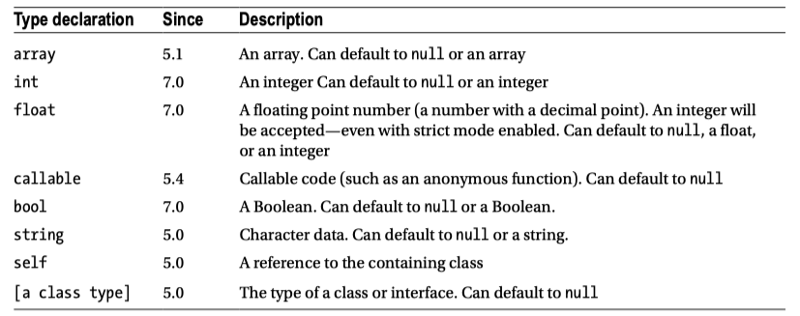 Type declaration Since Description
array 5.1 An array. Can default to null or an array
int 7.0 An integer Can default to null or an integer
float 7.0 A floating point number (a number with a decimal point). An integer will
be accepted—even with strict mode enabled. Can default to null, a float,
or an integer
callable 5.4 Callable code (such as an anonymous function). Can default to null
bool 7.0 A Boolean. Can default to null or a Boolean.
string 5.0 Character data. Can default to null or a string.
self 5.0 A reference to the containing class
[a class type] 5.0 The type of a class or interface. Can default to null